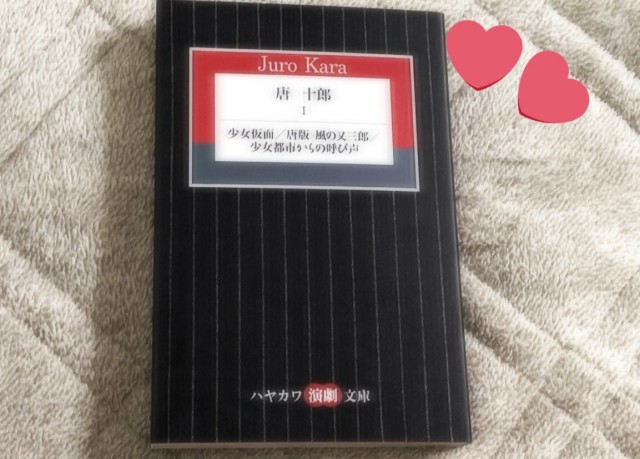 Juro Kara
唐 十郎
I
少女仮面／唐版 風の又三郎／
少女都市からの呼び声
ハヤカワ 演劇 文庫